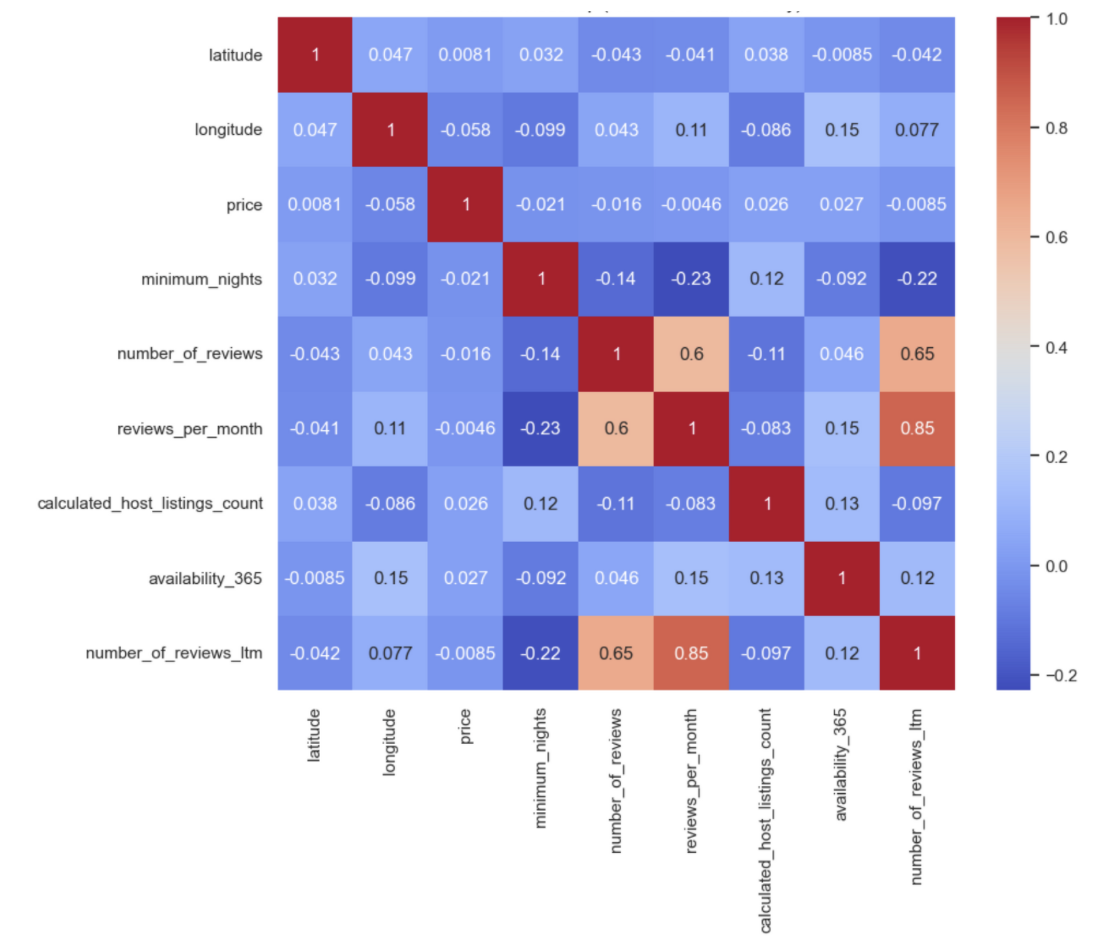 latitude 1 0.047 0.0081 0.032 -0.043 -0.041 0.038 -0.0085 -0.042
longitude 0.047 1 -0.058 -0.099 0.043 0.11 -0.086 0.15 0.077
price 0.0081 -0.058 1 -0.021 -0.016 -0.0046 0.026 0.027 -0.0085
minimum_nights 0.032 -0.099 -0.021 1 -0.14 -0.23 0.12 -0.092 -0.22
number_of_reviews -0.043 0.043 -0.016 -0.14 1 0.6 -0.11 0.046 0.65
reviews_per_month -0.041 0.11 -0.0046 -0.23 0.6 1 -0.083 0.15 0.85
calculated_host_listings_count 0.038 -0.086 0.026 0.12 -0.11 -0.083 1 0.13 -0.097
availability_365 -0.0085 0.15 0.027 -0.092 0.046 0.15 0.13 1 0.12
number_of_reviews_ltm -0.042 0.077 -0.0085 -0.22 0.65 0.85 -0.097 0.12 1
latitude
longitude
price
minimum_nights
number_of_reviews
reviews_per_month
calculated_host_listings_count
availability_365
number_of_reviews_ltm
1.0
0.8
0.6
0.4
0.2
0.0
−0.2